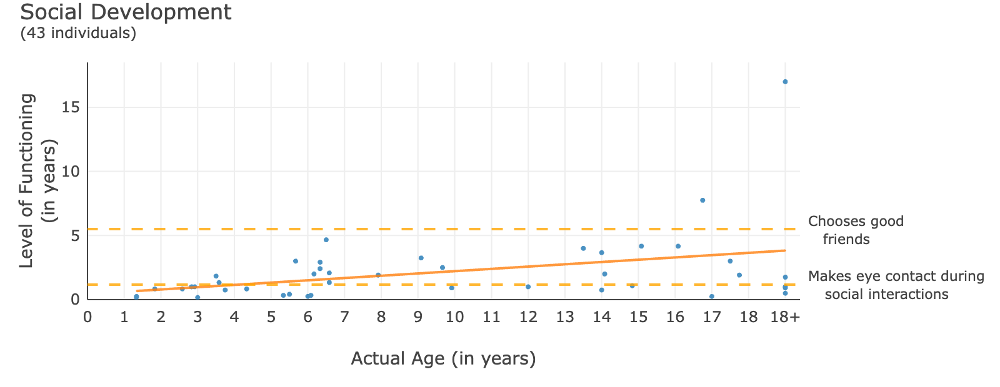 Social Development
(43 individuals)
Level of Functioning
(in years)
15
10
5
0
Chooses good
friends
Makes eye contact during
social interactions
0 1 2 3 4 5 6 7 8 9 10 11 12 13 14 15 16 17 18 18+
Actual Age (in years)